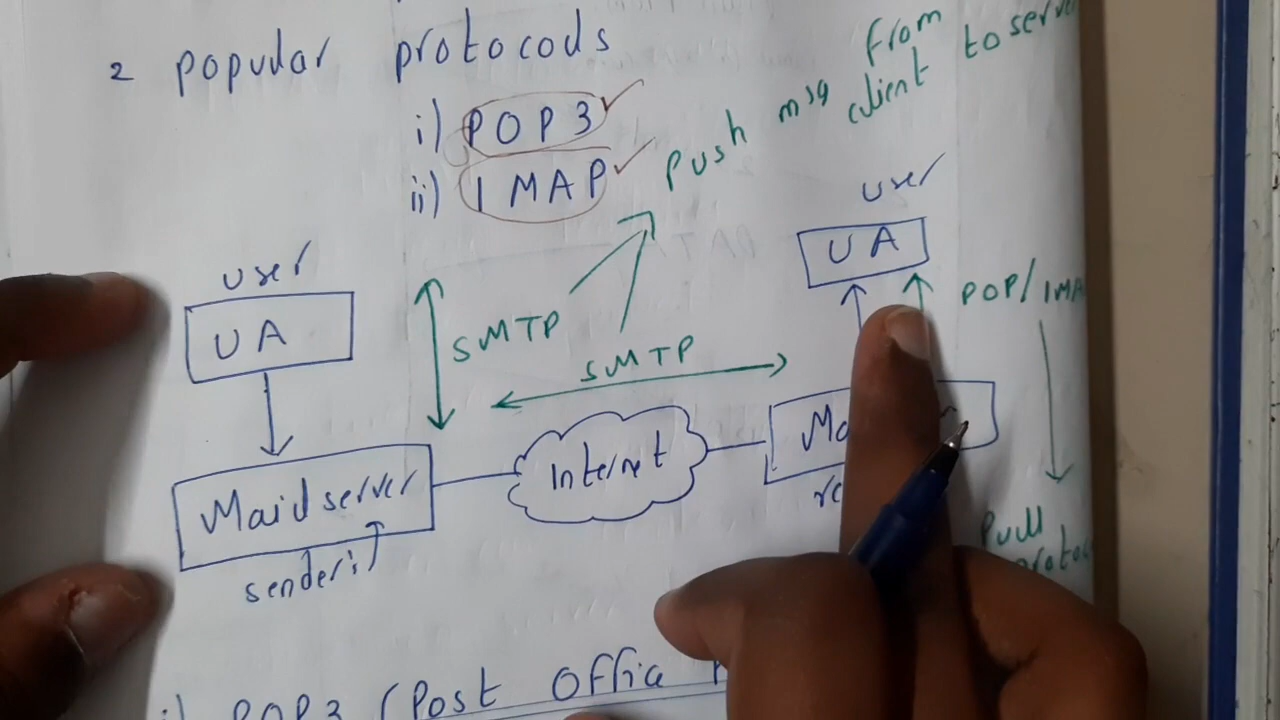 2 popular protocols
i) POP3
ii) IMAP
push msg from
client to server
user
UA
user
UA
SMTP
SMTP
POP/IMA
Mail server
sender's
Internet
Pull
i) POP3 (Post Office